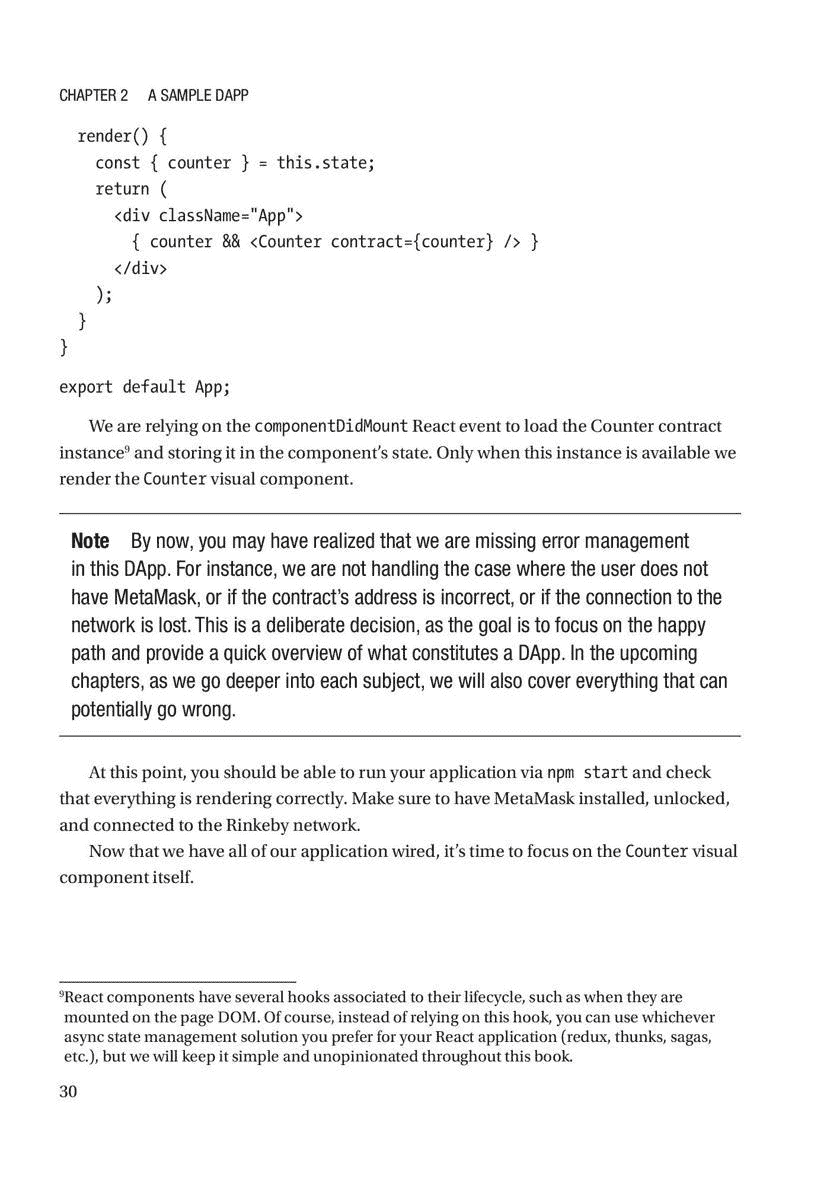 CHAPTER 2 A SAMPLE DAPP
render() {
const { counter } = this.state;
return (
<div className="App">
{ counter && <Counter contract={counter} /> }
</div>
);
}
}
export default App;
We are relying on the componentDidMount React event to load the Counter contract
instance⁹ and storing it in the component’s state. Only when this instance is available we
render the Counter visual component.
Note By now, you may have realized that we are missing error management
in this DApp. For instance, we are not handling the case where the user does not
have MetaMask, or if the contract’s address is incorrect, or if the connection to the
network is lost. This is a deliberate decision, as the goal is to focus on the happy
path and provide a quick overview of what constitutes a DApp. In the upcoming
chapters, as we go deeper into each subject, we will also cover everything that can
potentially go wrong.
At this point, you should be able to run your application via npm start and check
that everything is rendering correctly. Make sure to have MetaMask installed, unlocked,
and connected to the Rinkeby network.
Now that we have all of our application wired, it’s time to focus on the Counter visual
component itself.
⁹React components have several hooks associated to their lifecycle, such as when they are
mounted on the page DOM. Of course, instead of relying on this hook, you can use whichever
async state management solution you prefer for your React application (redux, thunks, sagas,
etc.), but we will keep it simple and unopinionated throughout this book.
30